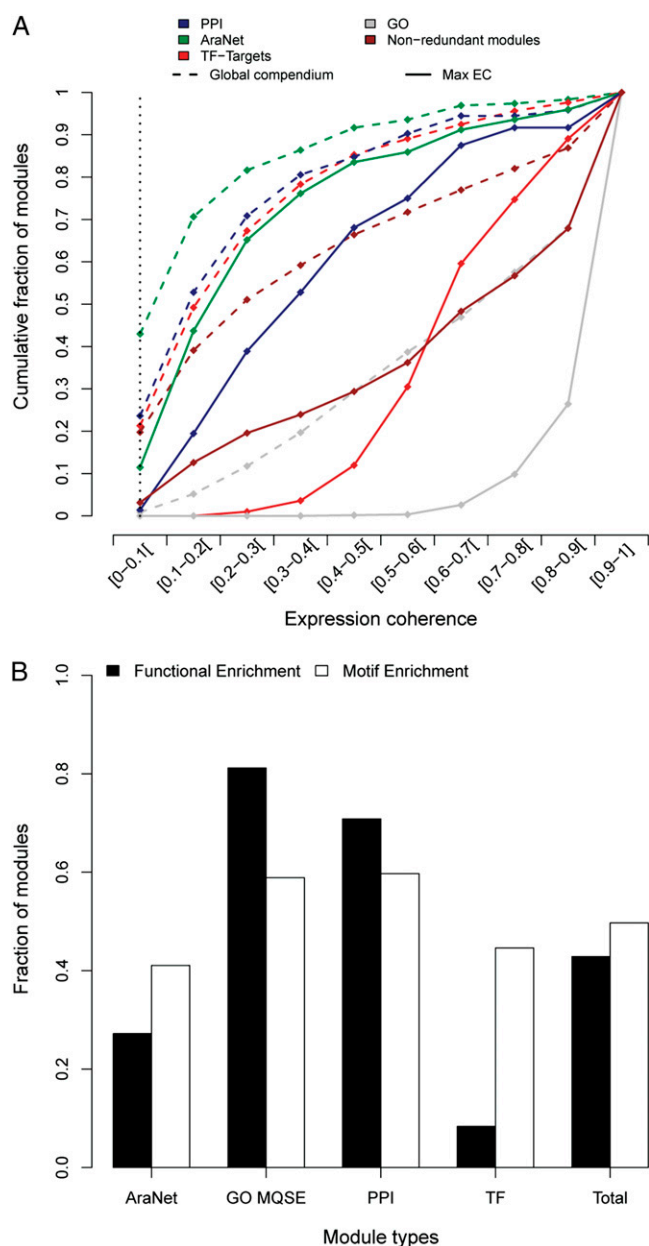 A
PPI
GO
AraNet
Non-redundant modules
TF-Targets
Global compendium
Max EC
Cumulative fraction of modules
1
0.9
0.8
0.7
0.6
0.5
0.4
0.3
0.2
0.1
0
[0-0.1[
[0.1-0.2[
[0.2-0.3[
[0.3-0.4[
[0.4-0.5[
[0.5-0.6[
[0.6-0.7[
[0.7-0.8[
[0.8-0.9[
[0.9-1]
Expression coherence
B
Functional Enrichment
Motif Enrichment
Fraction of modules
1.0
0.8
0.6
0.4
0.2
0.0
AraNet
GO MQSE
PPI
TF
Total
Module types